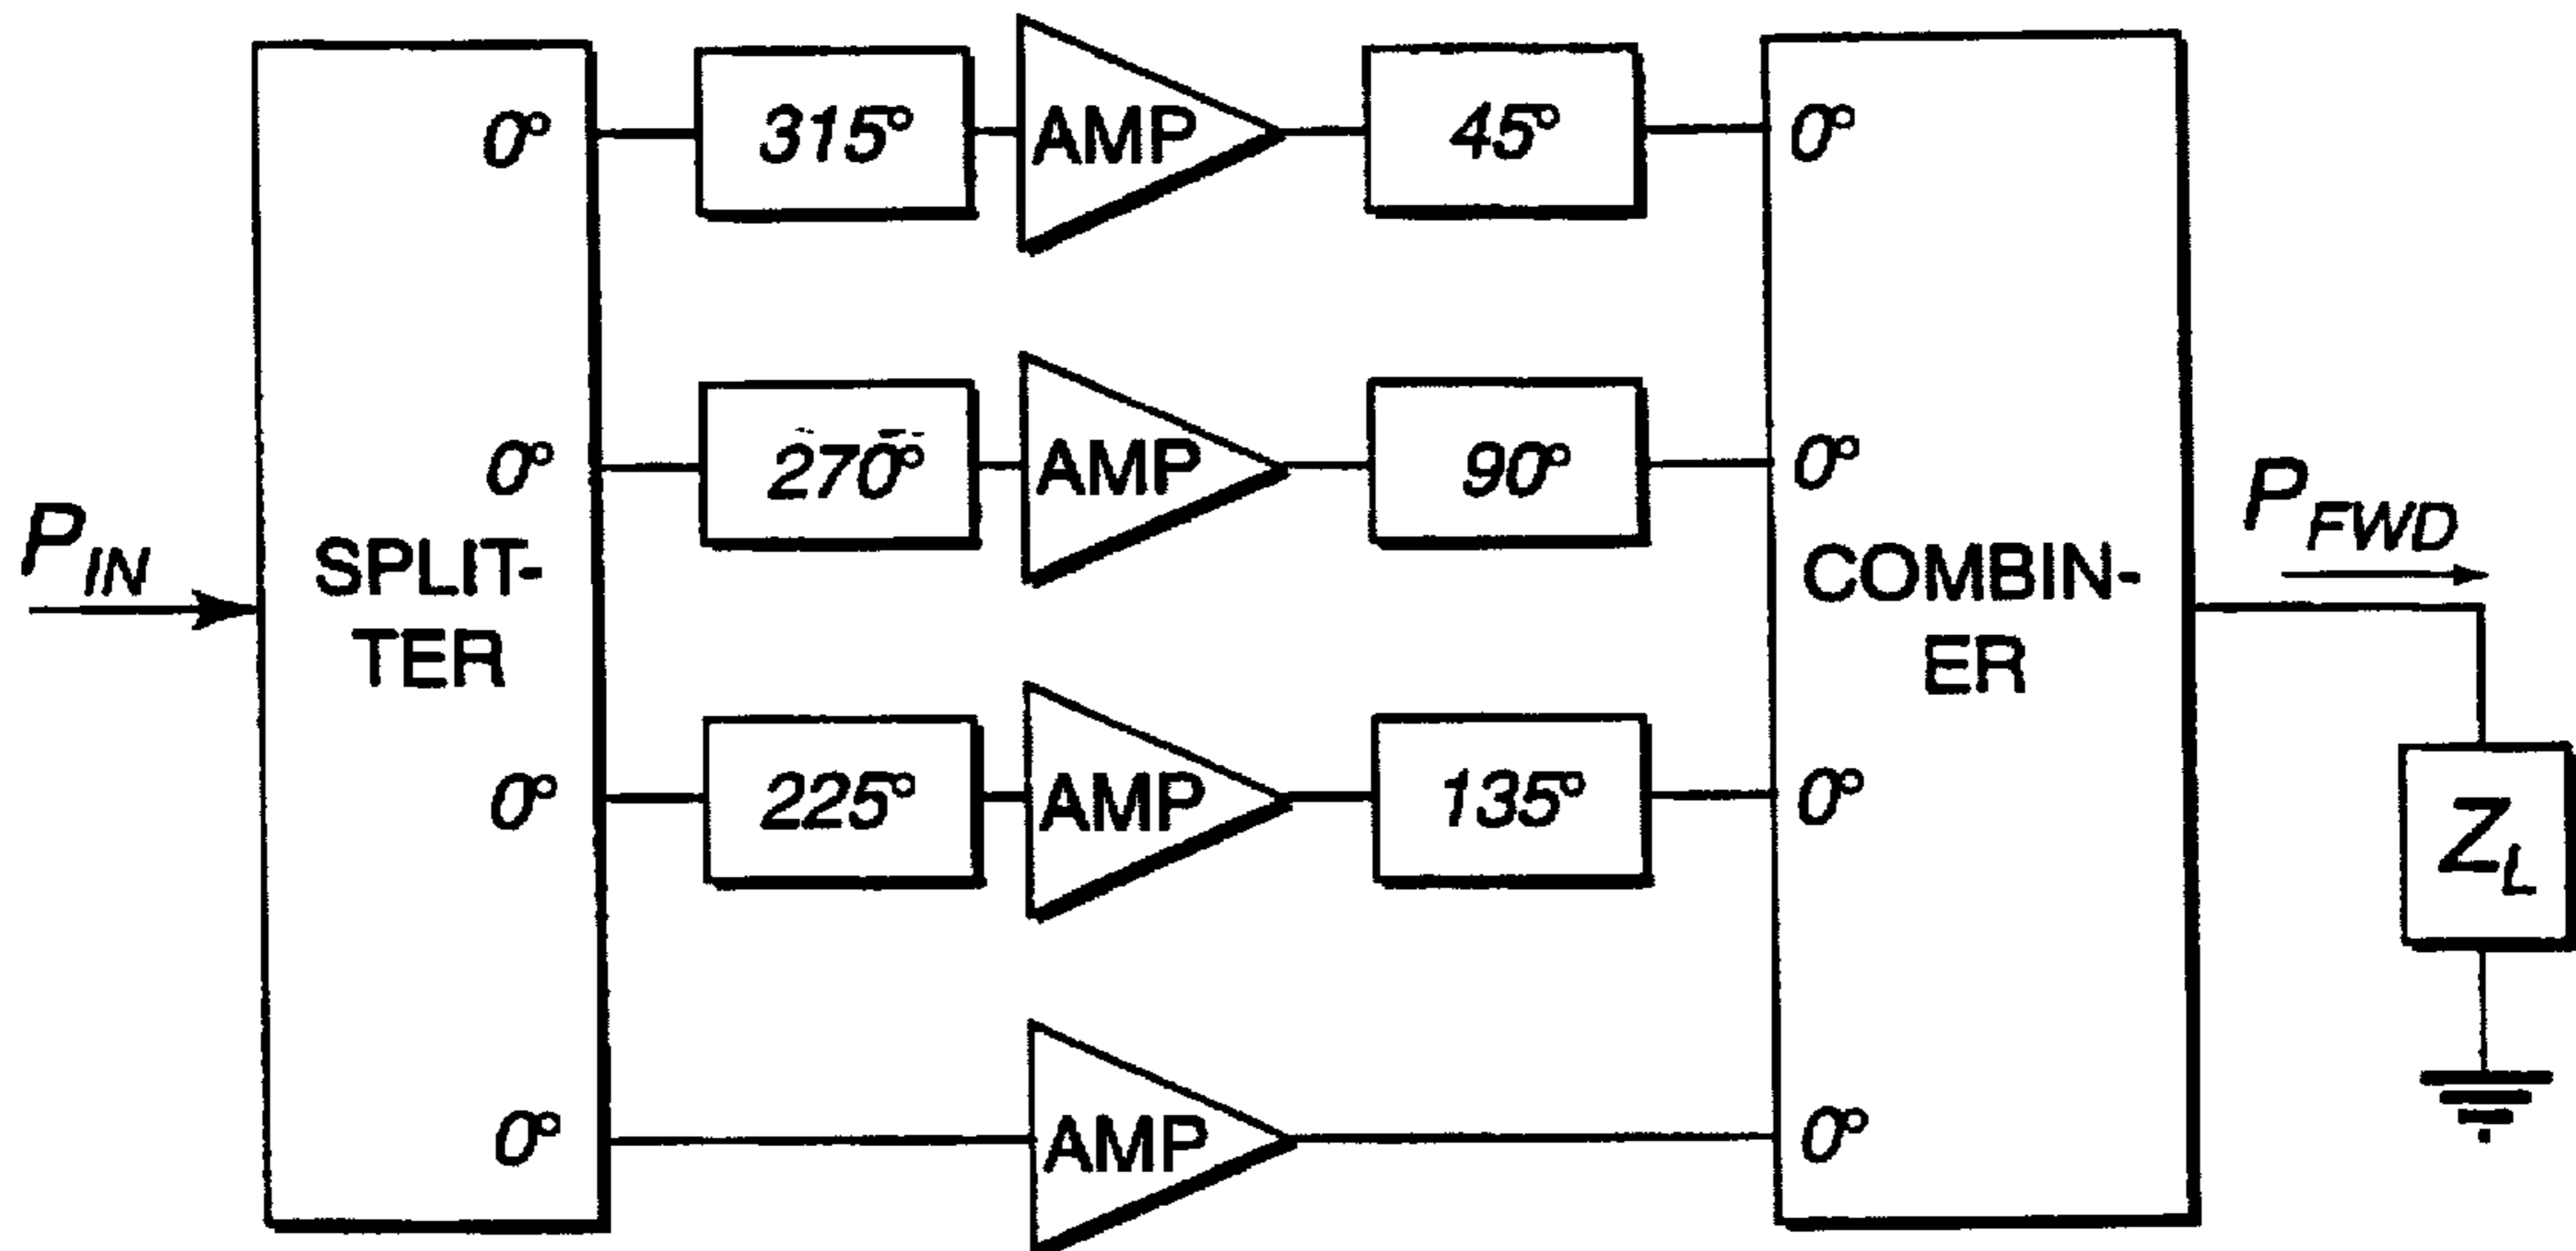 0° 315° AMP 45° 0°
0° 270° AMP 90° 0°
P_IN SPLIT-
TER
COMBIN-
ER
P_FWD
0° 225° AMP 135° 0°
Z_L
0° AMP 0°